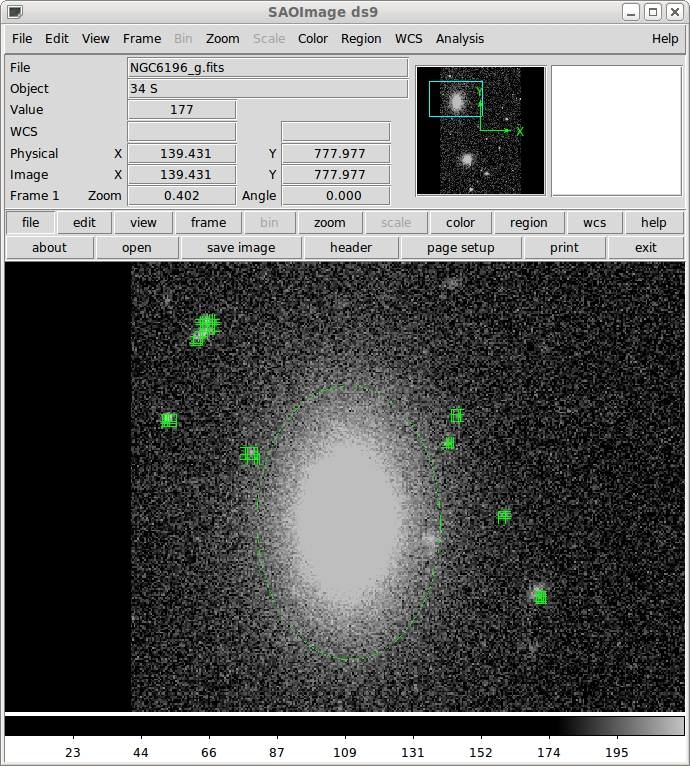 SAOImage ds9
File Edit View Frame Bin Zoom Scale Color Region WCS Analysis Help
File NGC6196_g.fits
Object 34 S
Value 177
WCS
Physical X 139.431 Y 777.977
Image X 139.431 Y 777.977
Frame 1 Zoom 0.402 Angle 0.000
Y
X
file edit view frame bin zoom scale color region wcs help
about open save image header page setup print exit
23 44 66 87 109 131 152 174 195